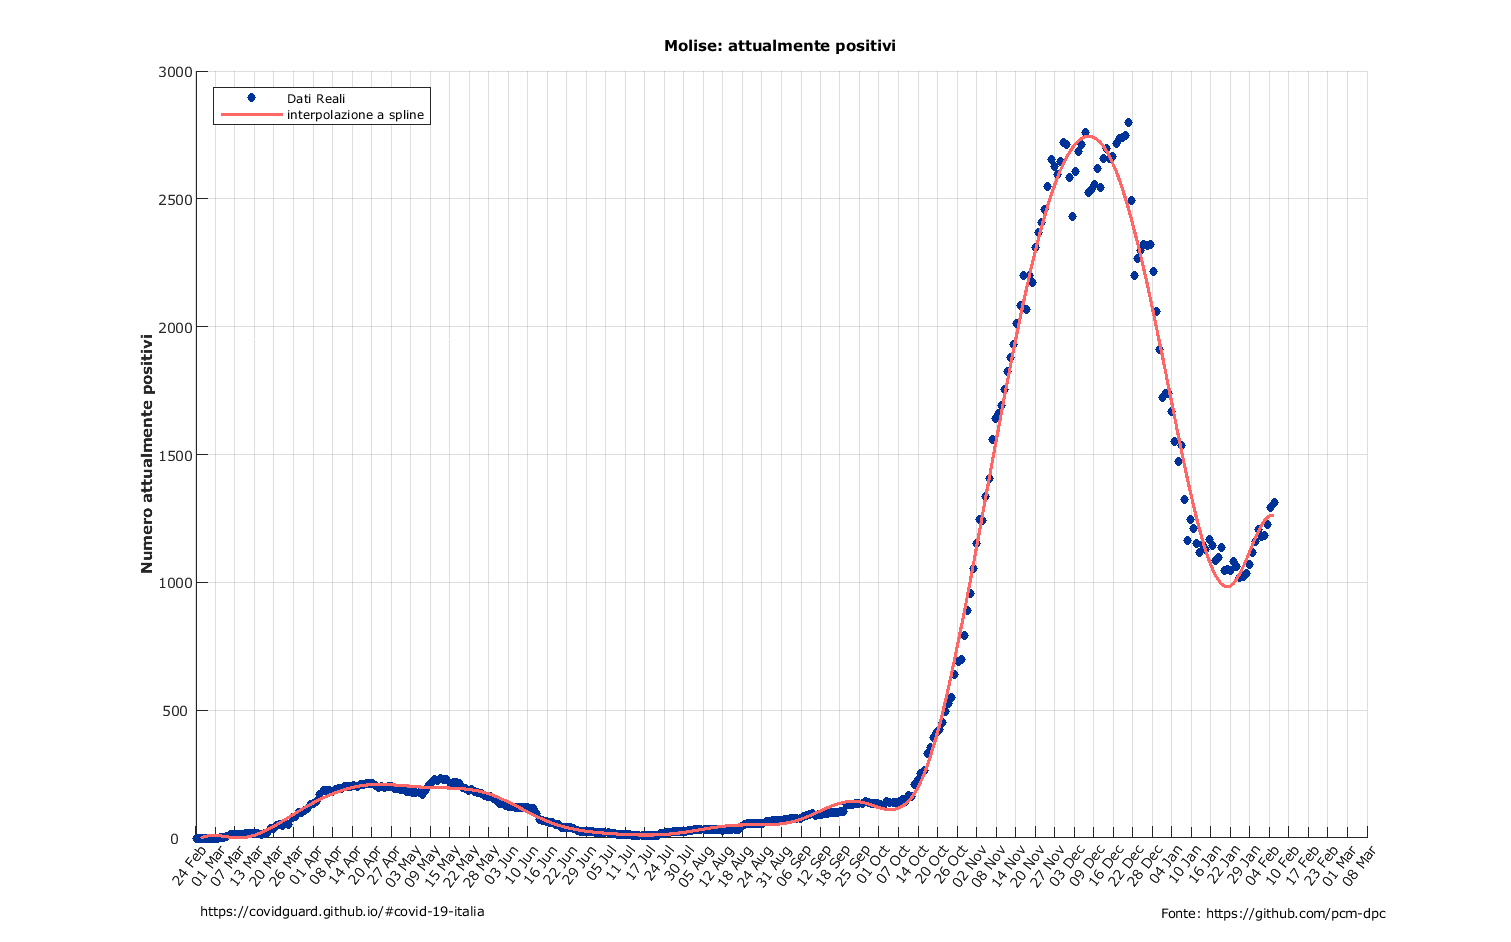 Molise: attualmente positivi
3000
2500
2000
1500
1000
500
0
Dati Reali
interpolazione a spline
Numero attualmente positivi
24 Feb
01 Mar
07 Mar
13 Mar
20 Mar
26 Mar
01 Apr
08 Apr
14 Apr
20 Apr
27 Apr
03 May
09 May
15 May
22 May
28 May
03 Jun
10 Jun
16 Jun
22 Jun
29 Jun
05 Jul
11 Jul
17 Jul
24 Jul
30 Jul
05 Aug
12 Aug
18 Aug
24 Aug
31 Aug
06 Sep
12 Sep
18 Sep
25 Sep
01 Oct
07 Oct
14 Oct
20 Oct
26 Oct
02 Nov
08 Nov
14 Nov
20 Nov
27 Nov
03 Dec
09 Dec
16 Dec
22 Dec
28 Dec
04 Jan
10 Jan
16 Jan
22 Jan
29 Jan
04 Feb
10 Feb
17 Feb
23 Feb
01 Mar
08 Mar
https://covidguard.github.io/#covid-19-italia
Fonte: https://github.com/pcm-dpc